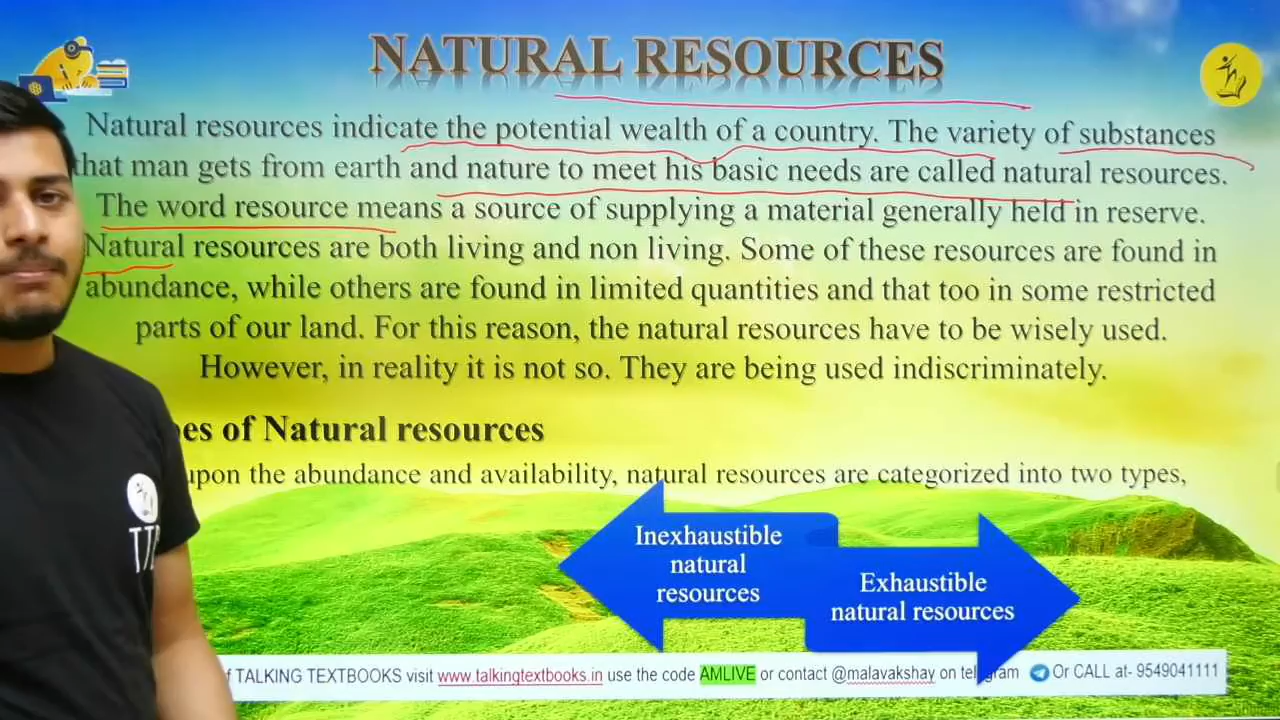 NATURAL RESOURCES
Natural resources indicate the potential wealth of a country. The variety of substances
that man gets from earth and nature to meet his basic needs are called natural resources.
The word resource means a source of supplying a material generally held in reserve.
Natural resources are both living and non living. Some of these resources are found in
abundance, while others are found in limited quantities and that too in some restricted
parts of our land. For this reason, the natural resources have to be wisely used.
However, in reality it is not so. They are being used indiscriminately.
of Natural resources
upon the abundance and availability, natural resources are categorized into two types,
Inexhaustible
natural
resources
Exhaustible
natural resources
of TALKING TEXTBOOKS visit www.talkingtextbooks.in use the code AMLIVE or contact @malavakshay on telegram Or CALL at- 9549041111